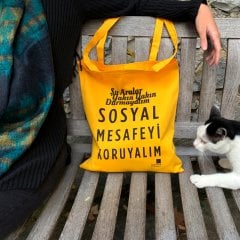 Şu Aralar
Yakın Yakın
Durmayalım
SOSYAL
MESAFEYİ
KORUYALIM